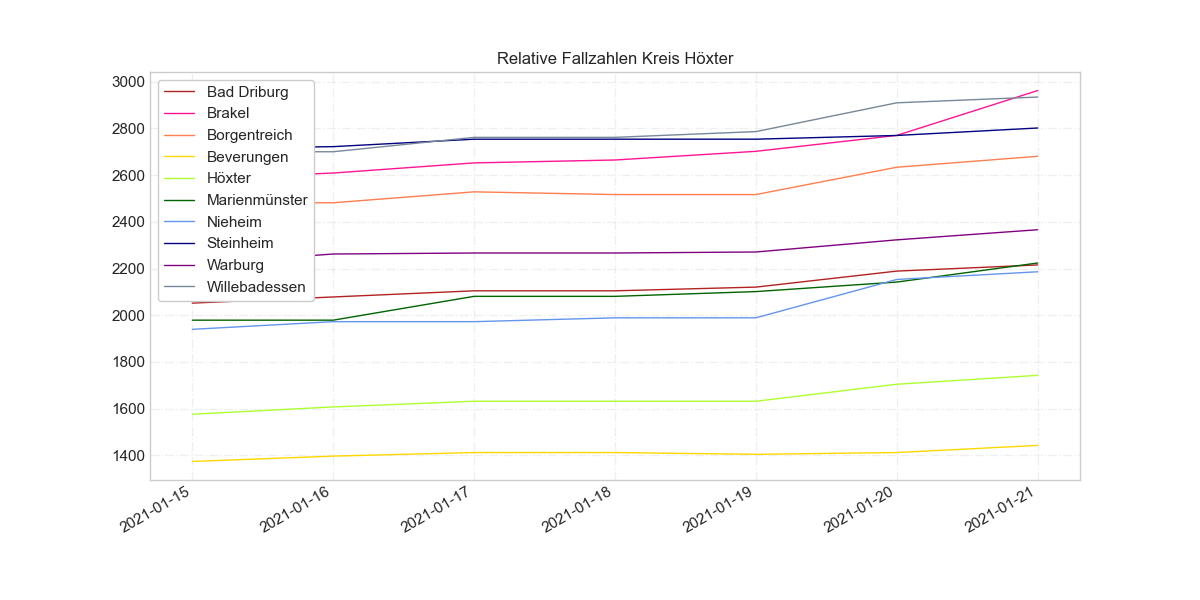 Relative Fallzahlen Kreis Höxter
3000
2800
2600
2400
2200
2000
1800
1600
1400
Bad Driburg
Brakel
Borgentreich
Beverungen
Höxter
Marienmünster
Nieheim
Steinheim
Warburg
Willebadessen
2021-01-15
2021-01-16
2021-01-17
2021-01-18
2021-01-19
2021-01-20
2021-01-21